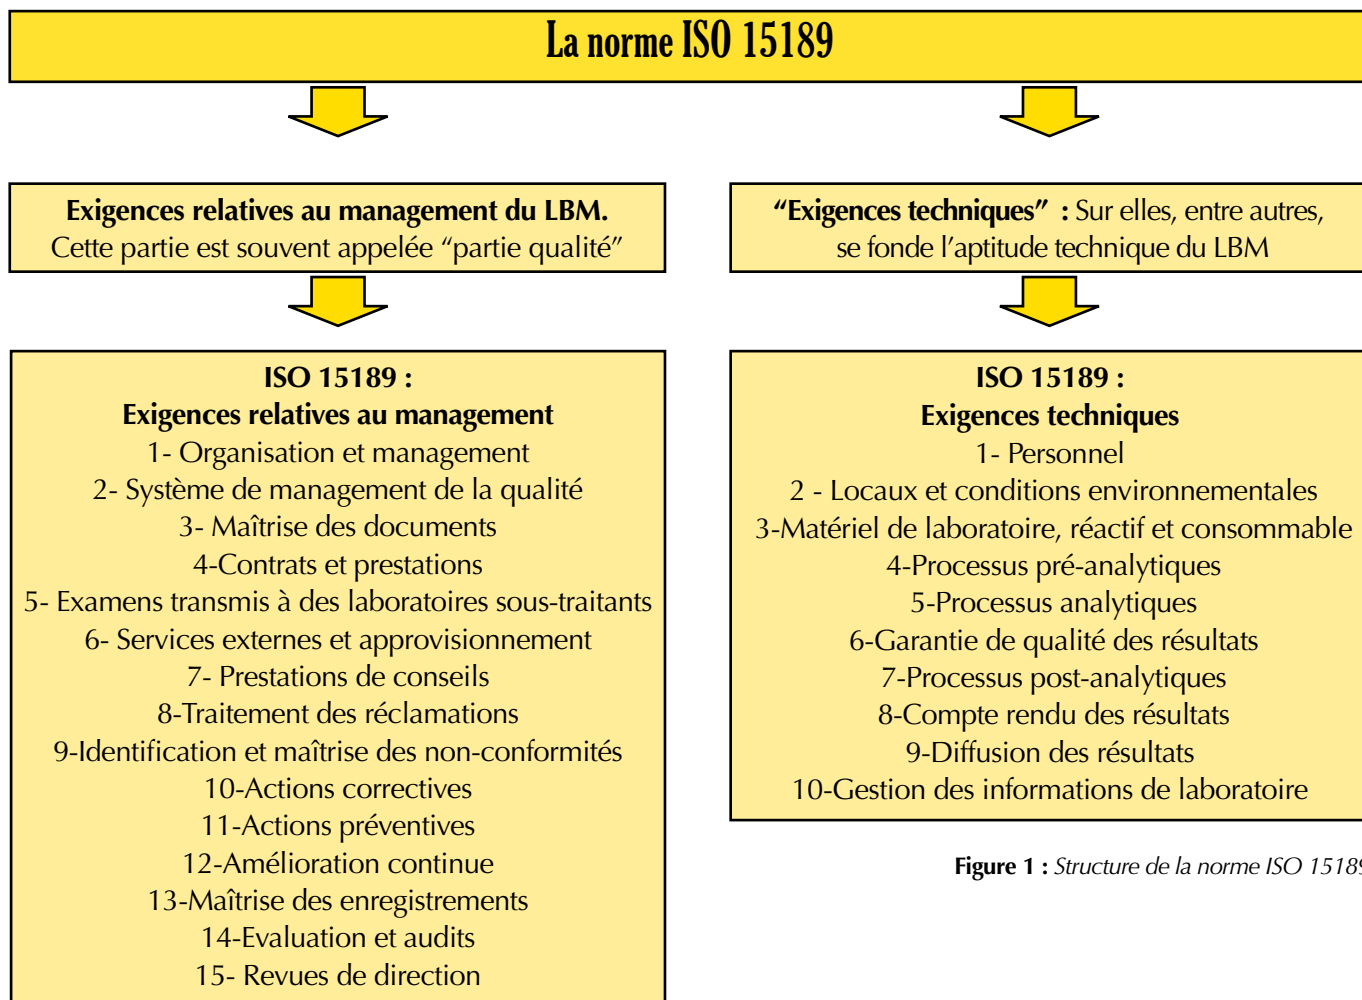 La norme ISO 15189
Exigences relatives au management du LBM.
Cette partie est souvent appelée “partie qualité”
“Exigences techniques” : Sur elles, entre autres,
se fonde l’aptitude technique du LBM
ISO 15189 :
Exigences relatives au management
1- Organisation et management
2- Système de management de la qualité
3- Maîtrise des documents
4-Contrats et prestations
5- Examens transmis à des laboratoires sous-traitants
6- Services externes et approvisionnement
7- Prestations de conseils
8-Traitement des réclamations
9-Identification et maîtrise des non-conformités
10-Actions correctives
11-Actions préventives
12-Amélioration continue
13-Maîtrise des enregistrements
14-Evaluation et audits
15- Revues de direction
ISO 15189 :
Exigences techniques
1- Personnel
2 - Locaux et conditions environnementales
3-Matériel de laboratoire, réactif et consommable
4-Processus pré-analytiques
5-Processus analytiques
6-Garantie de qualité des résultats
7-Processus post-analytiques
8-Compte rendu des résultats
9-Diffusion des résultats
10-Gestion des informations de laboratoire
Figure 1 : Structure de la norme ISO 15189